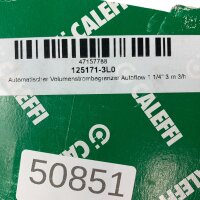 CALEFFI
47157788
125171-3L0
Automatischer Volumenstrombegrenzer Autoflow 1 1/4" 3 m 3/h
CALEFFI
50851